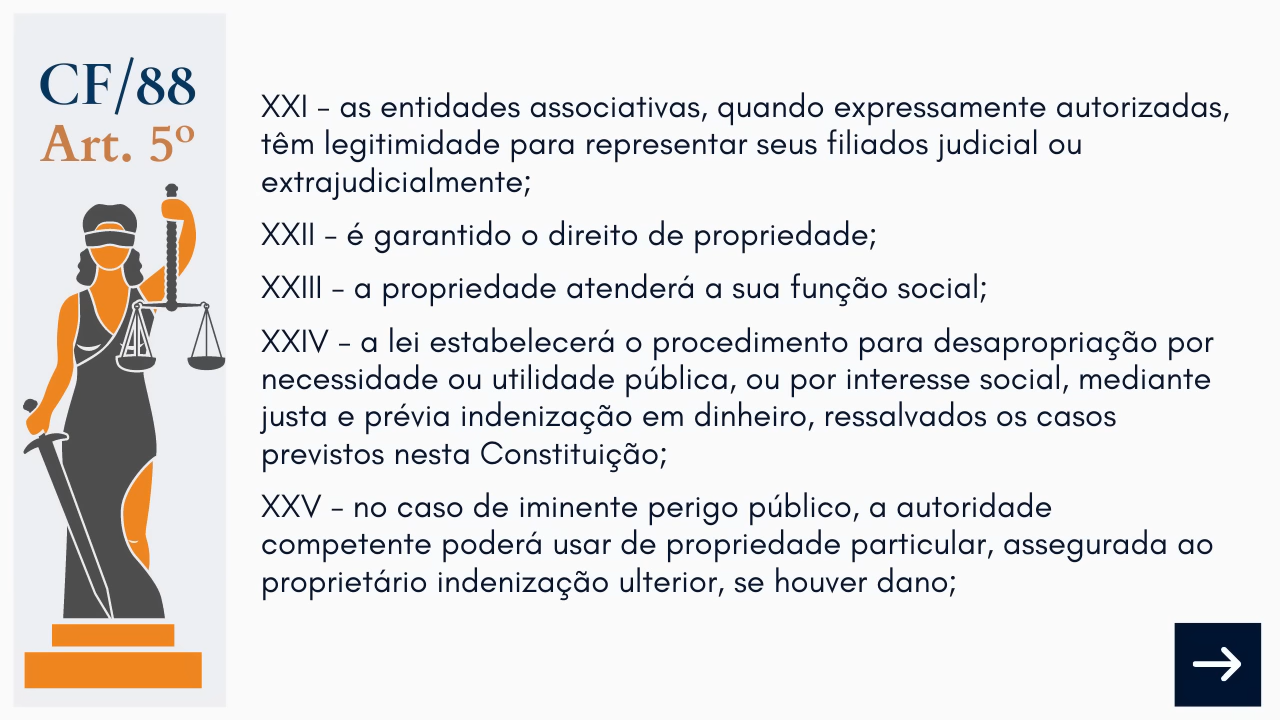 CF/88
Art. 5º
XXI – as entidades associativas, quando expressamente autorizadas,
têm legitimidade para representar seus filiados judicial ou
extrajudicialmente;
XXII – é garantido o direito de propriedade;
XXIII – a propriedade atenderá a sua função social;
XXIV – a lei estabelecerá o procedimento para desapropriação por
necessidade ou utilidade pública, ou por interesse social, mediante
justa e prévia indenização em dinheiro, ressalvados os casos
previstos nesta Constituição;
XXV – no caso de iminente perigo público, a autoridade
competente poderá usar de propriedade particular, assegurada ao
proprietário indenização ulterior, se houver dano;